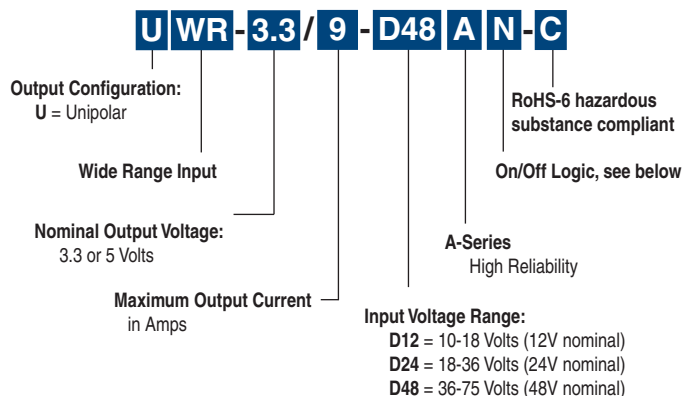 UWR-3.3/9-D48AN-C
Output Configuration:
U = Unipolar
RoHS-6 hazardous
substance compliant
Wide Range Input
On/Off Logic, see below
Nominal Output Voltage:
3.3 or 5 Volts
A-Series
High Reliability
Maximum Output Current
in Amps
Input Voltage Range:
D12 = 10-18 Volts (12V nominal)
D24 = 18-36 Volts (24V nominal)
D48 = 36-75 Volts (48V nominal)